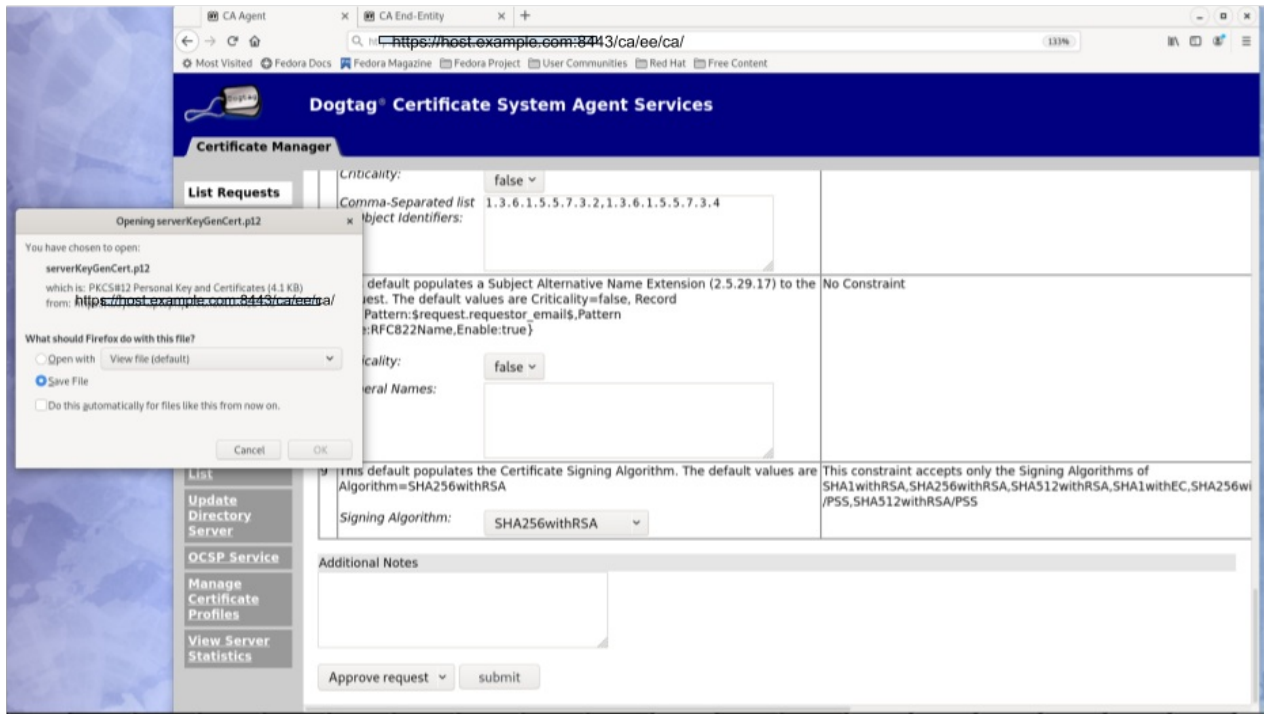 CA Agent
CA End-Entity
https://host.example.com:8443/ca/ee/ca/
133%
Most Visited Fedora Docs Fedora Magazine Fedora Project User Communities Red Hat Free Content
Dogtag® Certificate System Agent Services
Certificate Manager
List Requests
Criticality:
false
Comma-Separated list
bject Identifiers:
1.3.6.1.5.5.7.3.2,1.3.6.1.5.5.7.3.4
default populates a Subject Alternative Name Extension (2.5.29.17) to the
est. The default values are Criticality=false, Record
Pattern:$request.requestor_email$,Pattern
:RFC822Name,Enable:true}
No Constraint
icality:
false
eral Names:
9 This default populates the Certificate Signing Algorithm. The default values are
Algorithm=SHA256withRSA
This constraint accepts only the Signing Algorithms of
SHA1withRSA,SHA256withRSA,SHA512withRSA,SHA1withEC,SHA256wi
/PSS,SHA512withRSA/PSS
Signing Algorithm:
SHA256withRSA
Additional Notes
Approve request
submit
Opening serverKeyGenCert.p12
You have chosen to open:
serverKeyGenCert.p12
which is: PKCS#12 Personal Key and Certificates (4.1 KB)
from: https://host.example.com:8443/ca/ee/ca/
What should Firefox do with this file?
Open with View file (default)
Save File
Do this automatically for files like this from now on.
Cancel
OK
List
Update
Directory
Server
OCSP Service
Manage
Certificate
Profiles
View Server
Statistics